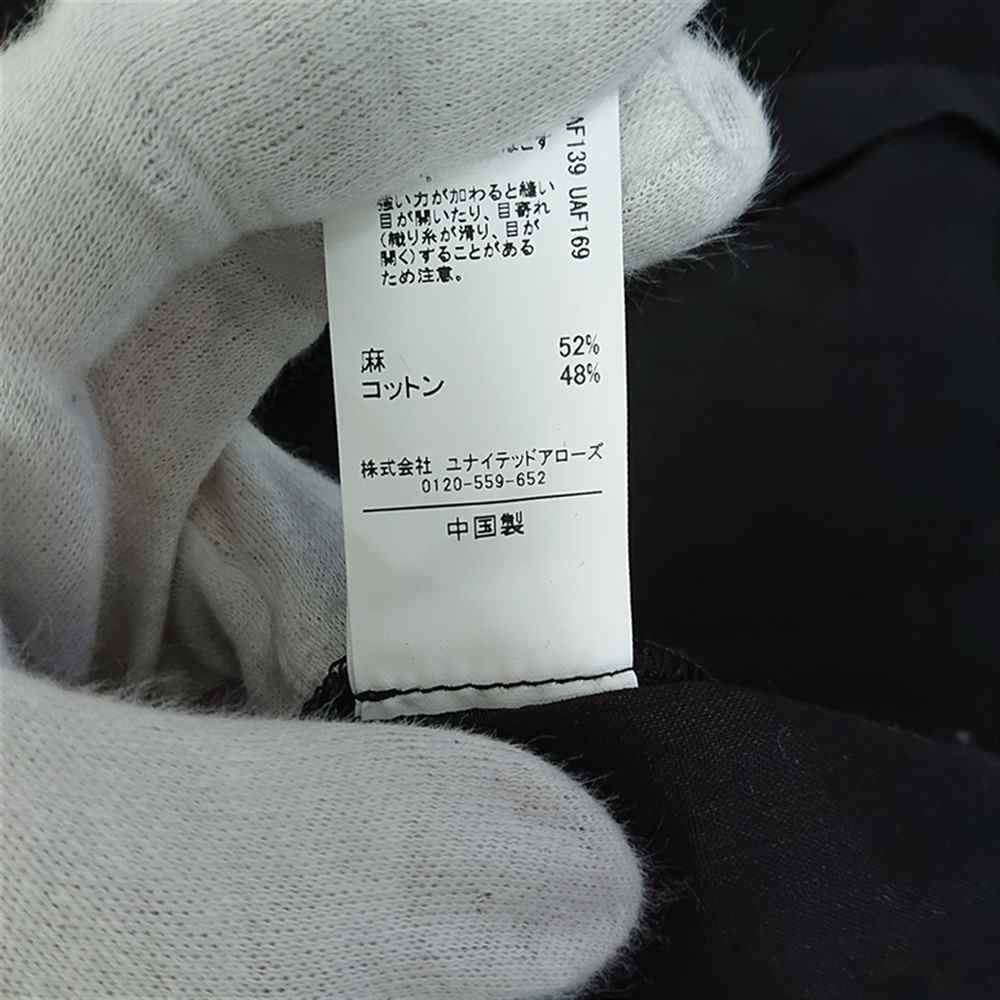 強い力が加わると縫い
目が開いたり、目寄れ
(織り糸が滑り、目が
開く)することがある
ため注意。
麻 52%
コットン 48%
株式会社 ユナイテッドアローズ
0120-559-652
中国製
AF139 UAF169